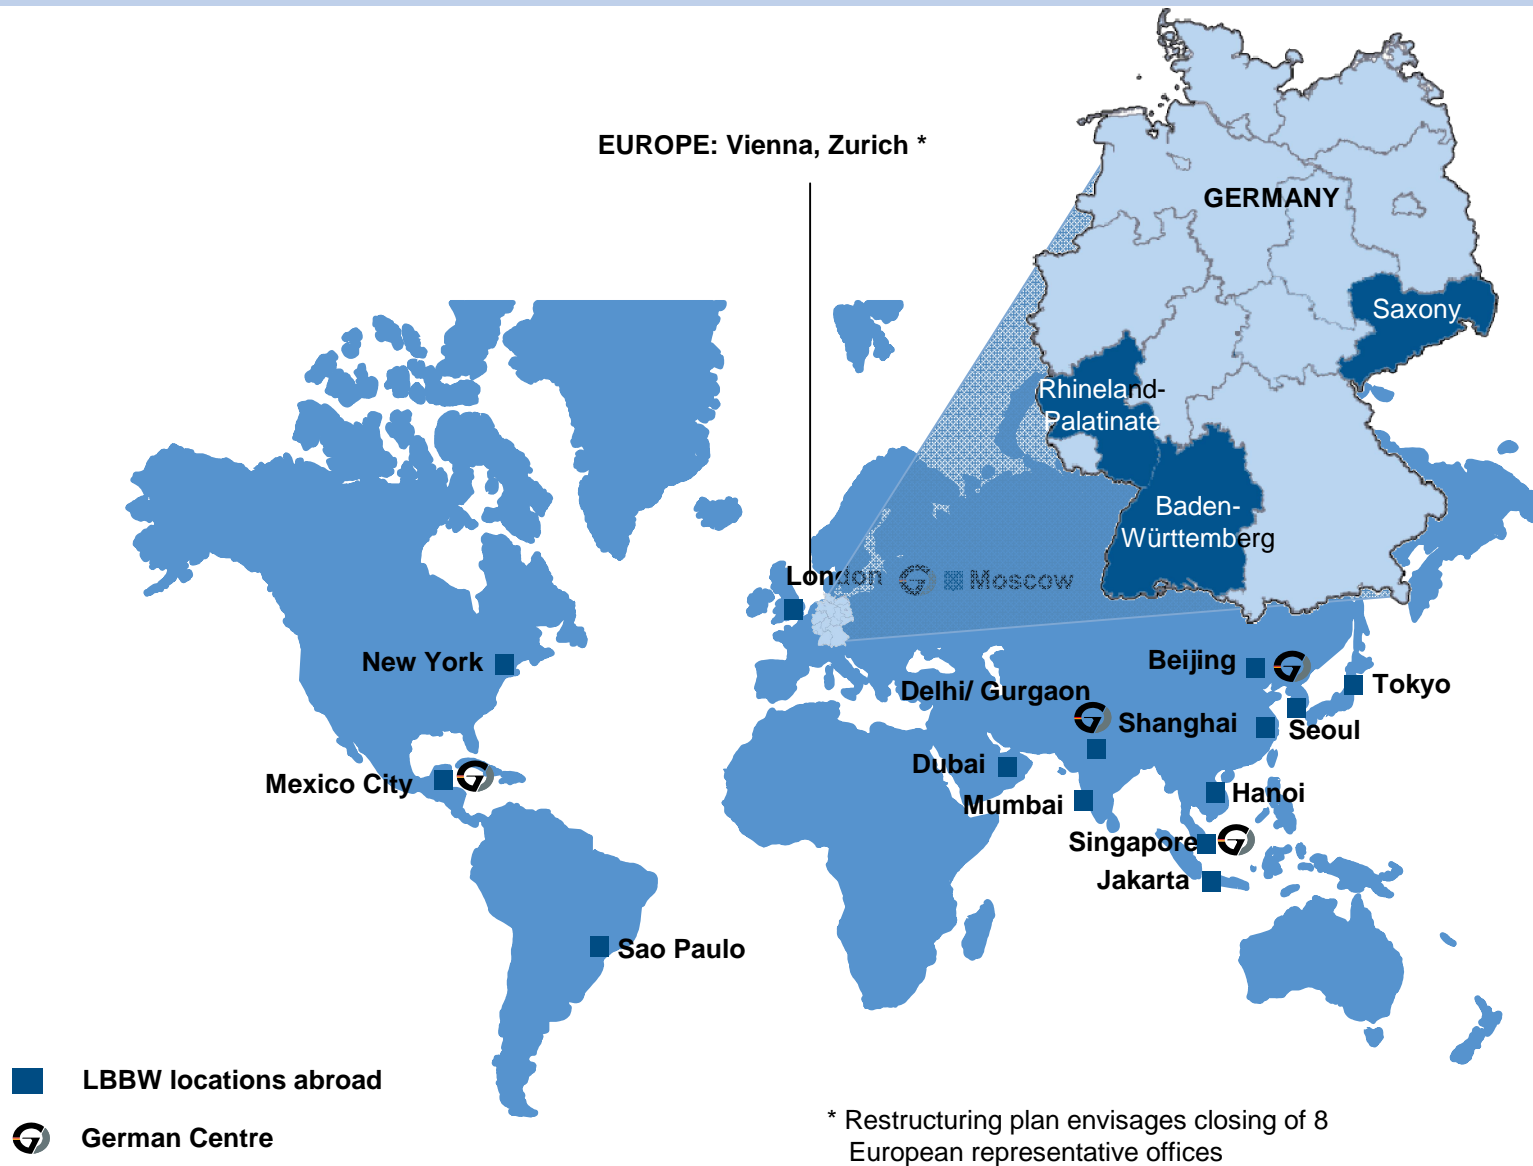 EUROPE: Vienna, Zurich *
GERMANY
Saxony
Rhineland-
Palatinate
Baden-
Württemberg
London
Moscow
New York
Beijing
Tokyo
Delhi/ Gurgaon
Shanghai
Seoul
Dubai
Mexico City
Mumbai
Hanoi
Singapore
Jakarta
Sao Paulo
LBBW locations abroad
German Centre
* Restructuring plan envisages closing of 8
European representative offices